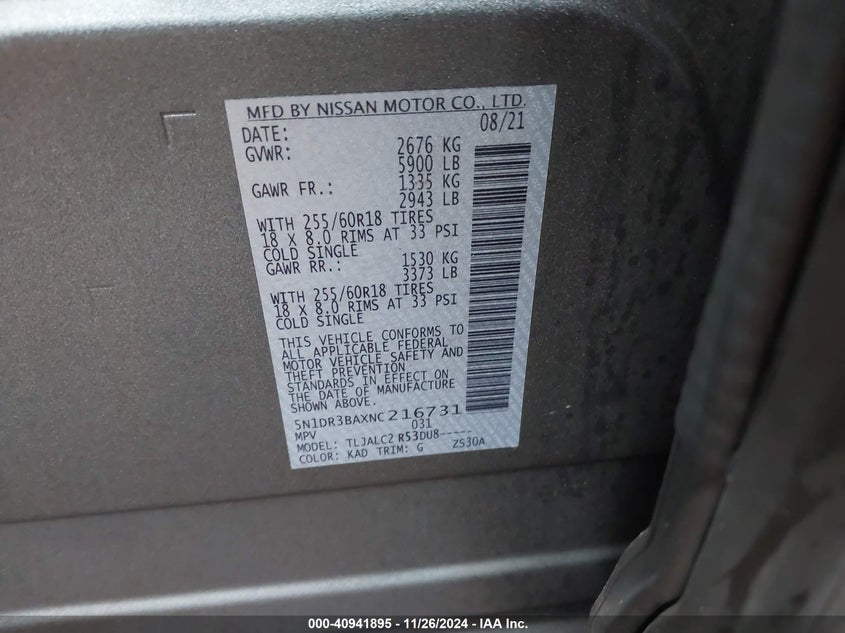 MFD BY NISSAN MOTOR CO., LTD.
DATE: 08/21
GVWR: 2676 KG
5900 LB
GAWR FR.: 1335 KG
2943 LB
WITH 255/60R18 TIRES
18 X 8.0 RIMS AT 33 PSI
COLD SINGLE
GAWR RR.: 1530 KG
3373 LB
WITH 255/60R18 TIRES
18 X 8.0 RIMS AT 33 PSI
COLD SINGLE
THIS VEHICLE CONFORMS TO
ALL APPLICABLE FEDERAL
MOTOR VEHICLE SAFETY AND
THEFT PREVENTION
STANDARDS IN EFFECT ON
THE DATE OF MANUFACTURE
SHOWN ABOVE.
5N1DR3BAXNC216731
MPV 031
MODEL: TLJALC2 R53DU8-----
COLOR: KAD TRIM: G ZS30A
000-40941895 - 11/26/2024 - IAA Inc.